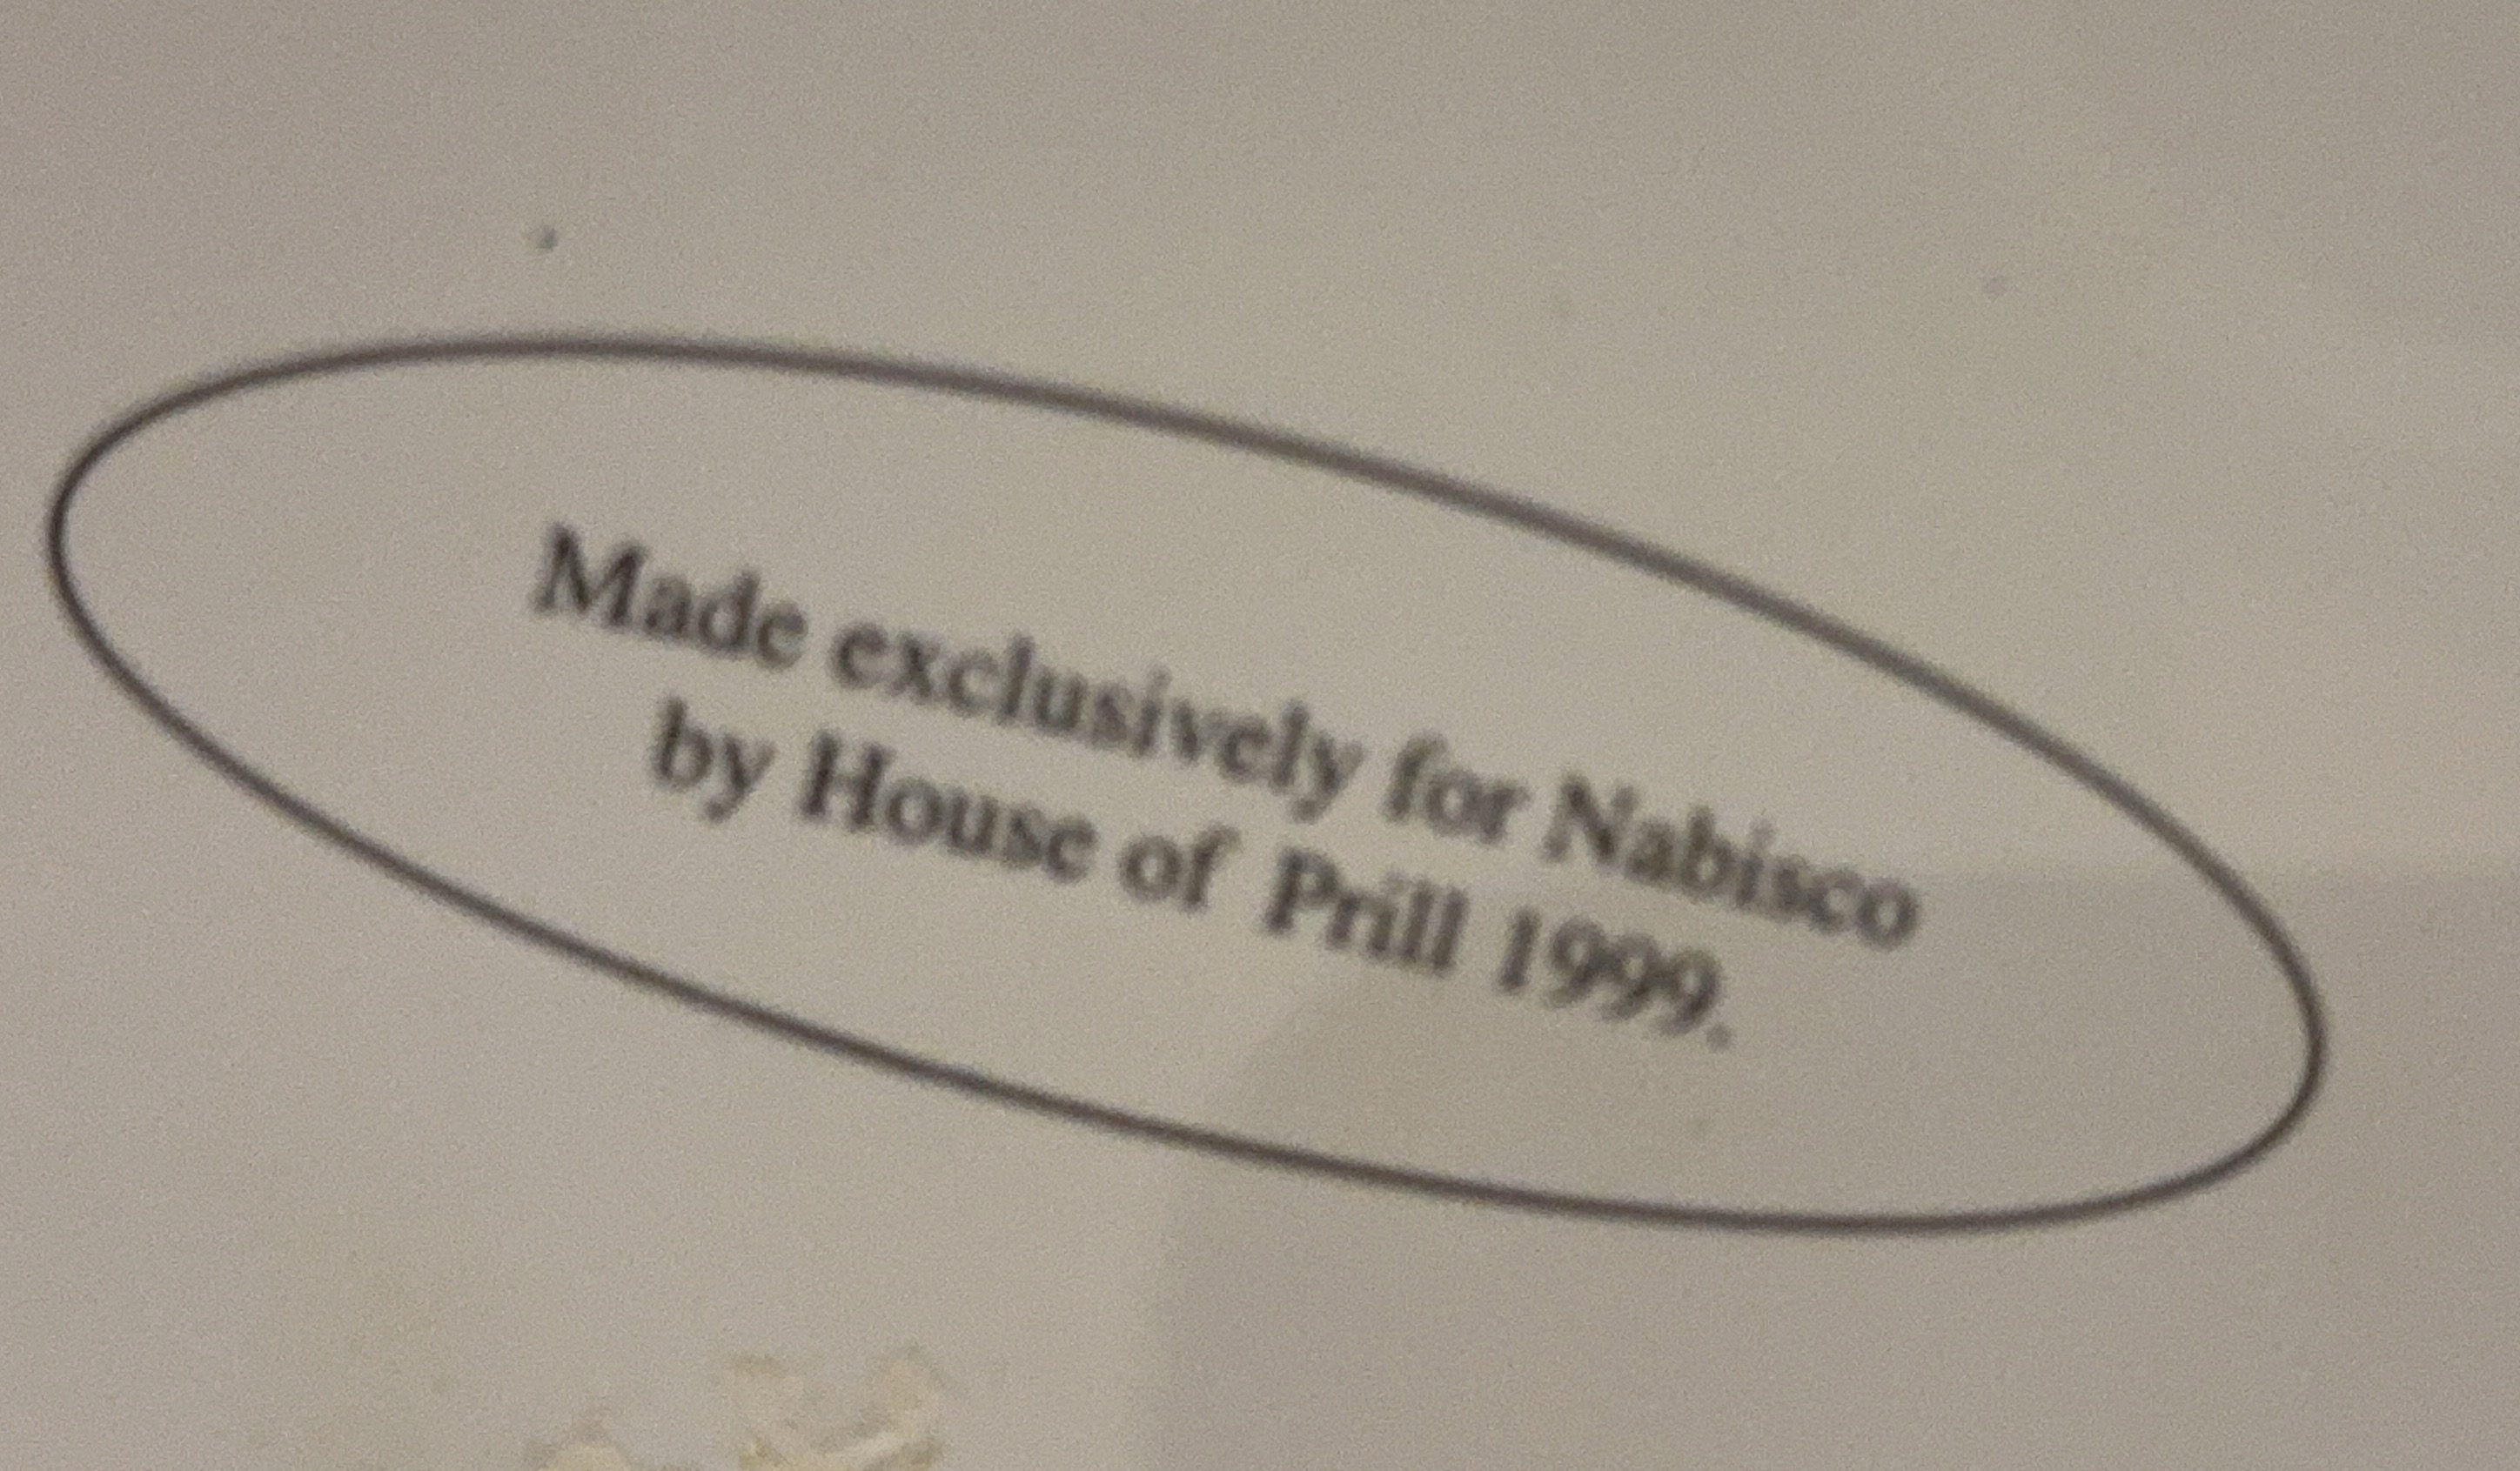 Made exclusively for Nabisco
by House of Prill 1999.